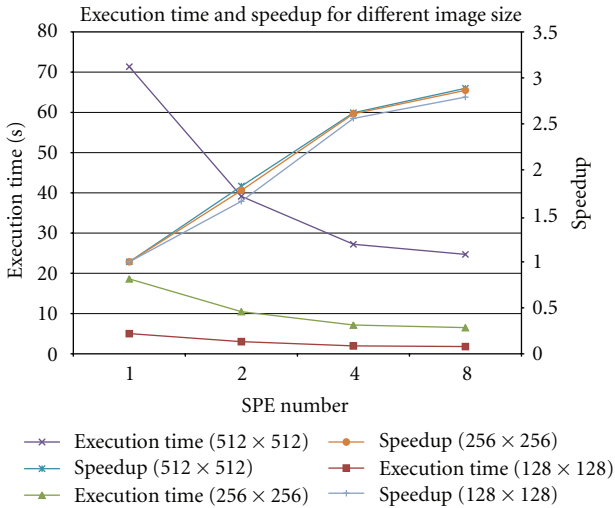 Execution time and speedup for different image size
80
70
60
50
40
30
20
10
0
Execution time (s)
3.5
3
2.5
2
1.5
1
0.5
0
Speedup
1 2 4 8
SPE number
Execution time (512 × 512)
Speedup (512 × 512)
Execution time (256 × 256)
Speedup (256 × 256)
Execution time (128 × 128)
Speedup (128 × 128)